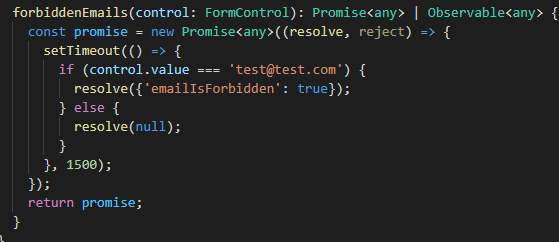 forbiddenEmails(control: FormControl): Promise<any> | Observable<any> {
  const promise = new Promise<any>((resolve, reject) => {
    setTimeout(() => {
      if (control.value === 'test@test.com') {
        resolve({'emailIsForbidden': true});
      } else {
        resolve(null);
      }
    }, 1500);
  });
  return promise;
}
}